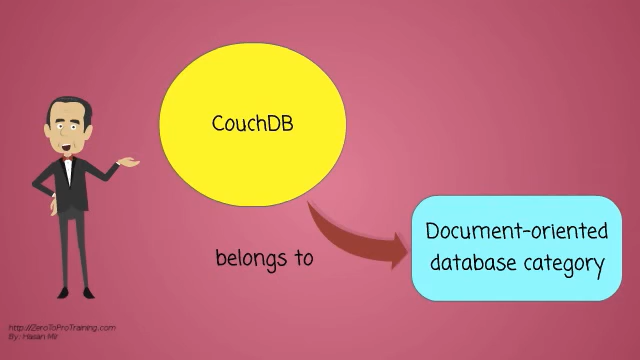 CouchDB
belongs to
Document-oriented
database category
http://ZeroToProTraining.com
By: Hasan Mir